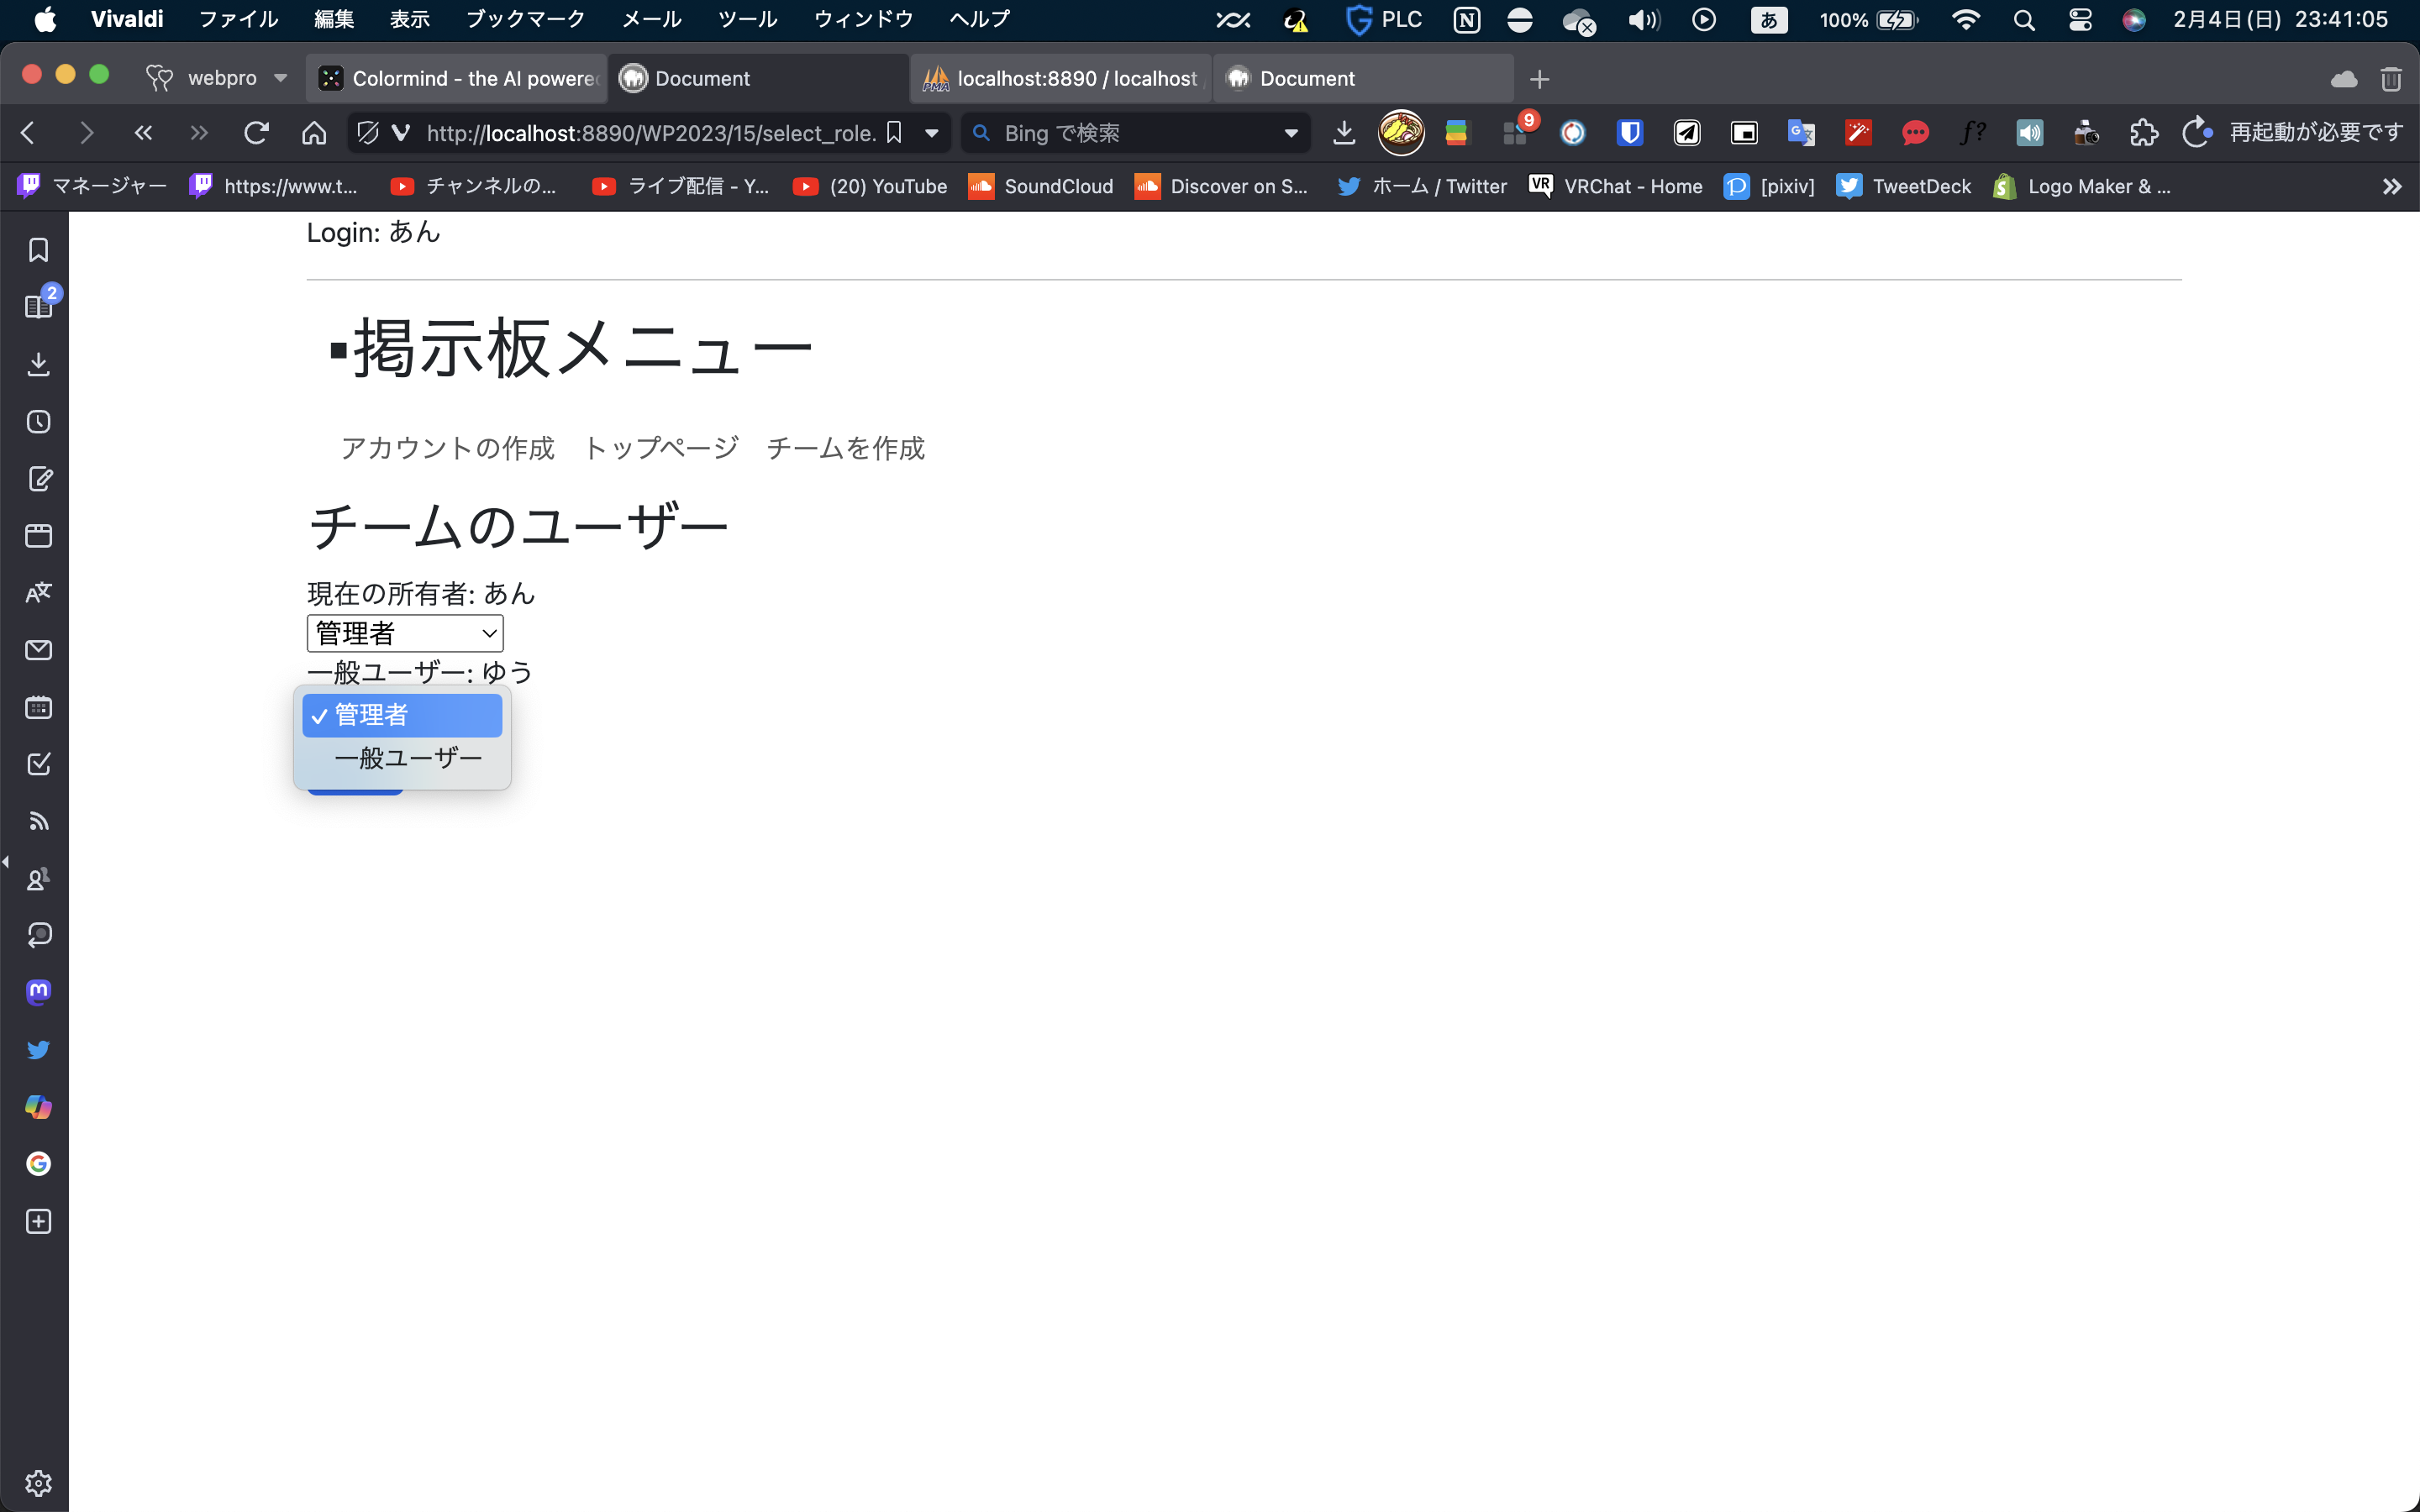 Vivaldi ファイル 編集 表示 ブックマーク メール ツール ウィンドウ ヘルプ PLC あ 100% 2月4日(日) 23:41:05
webpro Colormind - the AI powere Document localhost:8890 / localhost Document
http://localhost:8890/WP2023/15/select_role. Bing で検索 9 再起動が必要です
マネージャー https://www.t... チャンネルの... ライブ配信 - Y... (20) YouTube SoundCloud Discover on S... ホーム / Twitter VRChat - Home [pixiv] TweetDeck Logo Maker & ...
2
Login: あん
▪掲示板メニュー
アカウントの作成 トップページ チームを作成
チームのユーザー
現在の所有者: あん
管理者
一般ユーザー: ゆう
✓ 管理者
一般ユーザー